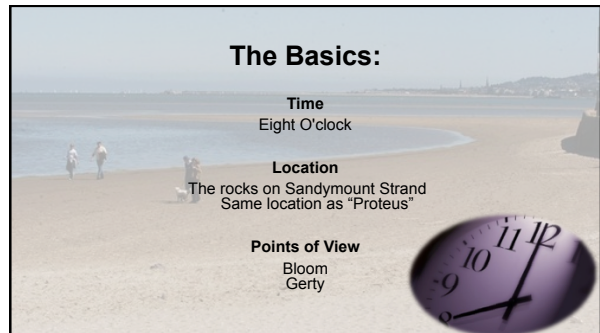 The Basics:
Time
Eight O'clock
Location
The rocks on Sandymount Strand
Same location as “Proteus”
Points of View
Bloom
Gerty
11
12
10
9
8